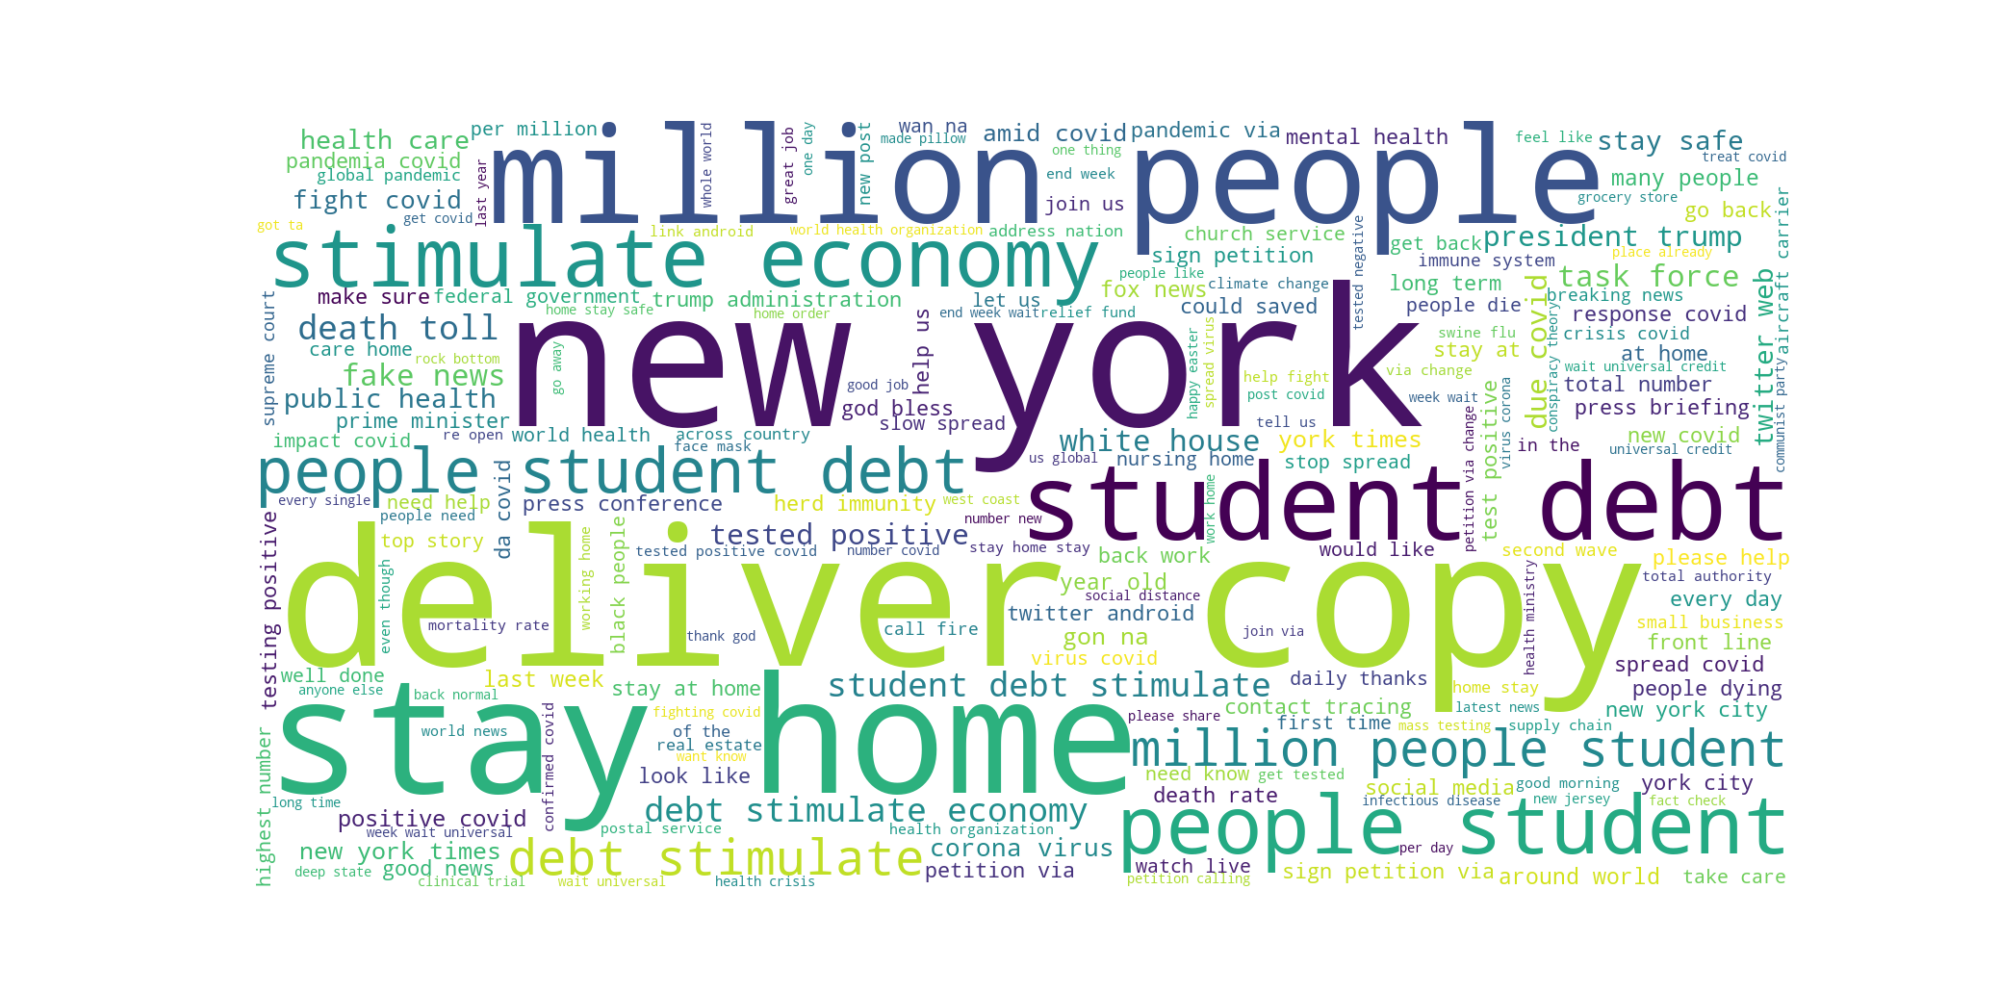 health care
per million
million people
whole world
great job
one day
new post
wan na
made pillow
amid covid
one thing
pandemic via
mental health
feel like
stay safe
treat covid
pandemia covid
global pandemic
fight covid
last year
get covid
end week
join us
many people
grocery store
go back
got ta
link android
world health organization
address nation
church service
sign petition
tested negative
get back
president trump
aircraft carrier
stimulate economy
people like
climate change
immune system
place already
supreme court
make sure
federal government
trump administration
let us
fox news
could saved
long term
people die
due covid
task force
breaking news
twitter web
home stay safe
home order
help us
end week wait
relief fund
death toll
new york
swine flu
conspiracy theory
response covid
crisis covid
care home
rock bottom
go away
happy easter
spread virus
stay at
at home
fake news
good job
help fight
via change
wait universal credit
communist party
public health
god bless
post covid
week wait
virus corona
total number
press briefing
prime minister
slow spread
tell us
impact covid
re open
world health
across country
face mask
white house
york times
petition via change
test positive
in the
new covid
universal credit
people student debt
da covid
us global
nursing home
stop spread
student debt
every single
need help
press conference
herd immunity
west coast
work home
people need
number new
testing positive
top story
deliver copy
working home
black people
tested positive
tested positive covid
number covid
stay home stay
back work
would like
second wave
please help
even though
year old
social distance
total authority
mortality rate
thank god
call fire
twitter android
gon na
join via
health ministry
every day
small business
front line
virus covid
spread covid
well done
anyone else
back normal
last week
stay at home
student debt stimulate
daily thanks
home stay
people dying
stay home
fighting covid
please share
contact tracing
latest news
new york city
world news
confirmed covid
of the
real estate
first time
mass testing
supply chain
want know
million people student
highest number
look like
need know
get tested
death rate
social media
good morning
york city
long time
positive covid
debt stimulate economy
infectious disease
new jersey
fact check
week wait universal
postal service
health organization
people student
new york times
debt stimulate
corona virus
per day
deep state
good news
petition via
watch live
sign petition via
around world
take care
clinical trial
wait universal
health crisis
petition calling